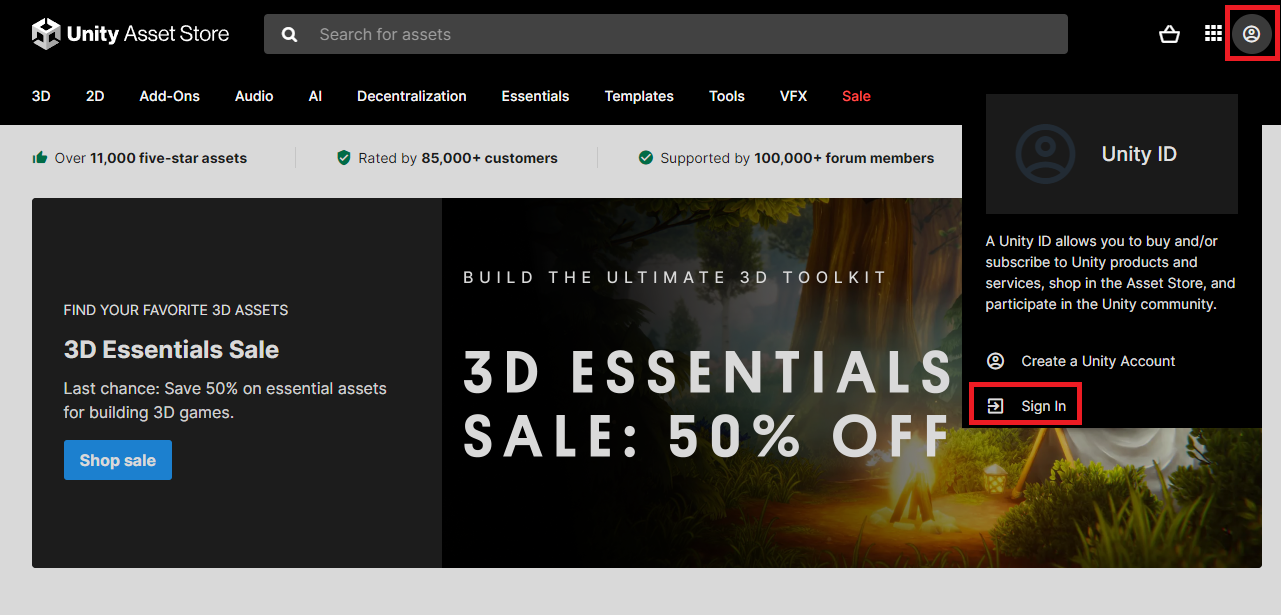 Unity Asset Store
Search for assets
3D 2D Add-Ons Audio AI Decentralization Essentials Templates Tools VFX Sale
Over 11,000 five-star assets
Rated by 85,000+ customers
Supported by 100,000+ forum members
FIND YOUR FAVORITE 3D ASSETS
3D Essentials Sale
Last chance: Save 50% on essential assets
for building 3D games.
Shop sale
BUILD THE ULTIMATE 3D TOOLKIT
3D ESSENTIALS
SALE: 50% OFF
Unity ID
A Unity ID allows you to buy and/or
subscribe to Unity products and
services, shop in the Asset Store, and
participate in the Unity community.
Create a Unity Account
Sign In